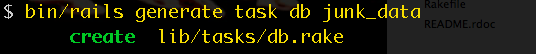 $ bin/rails generate task db junk_data
create lib/tasks/db.rake
Rakefile
README.rdoc